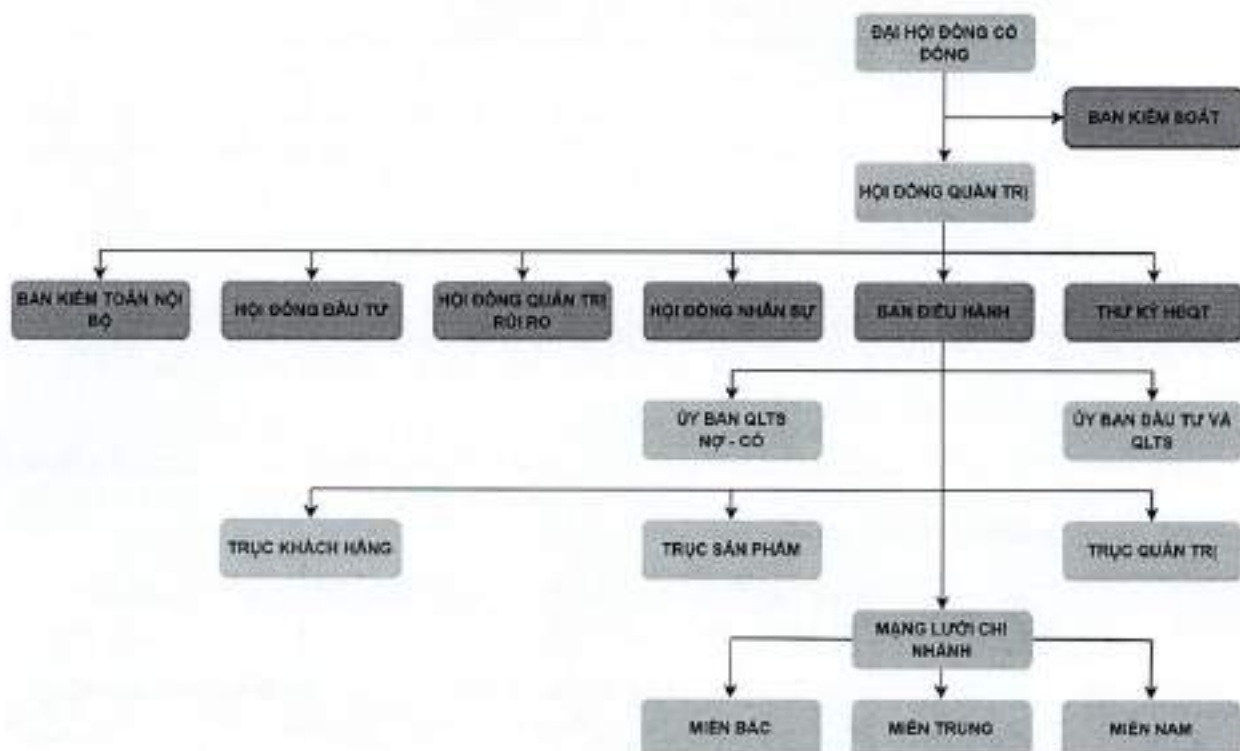 ĐẠI HỘI ĐỒNG CỔ
ĐÔNG
BAN KIỂM SOÁT
HỘI ĐỒNG QUẢN TRỊ
BAN KIỂM TOÁN NỘI
BỘ
HỘI ĐỒNG ĐẦU TƯ
HỘI ĐỒNG QUẢN TRỊ
RỦI RO
HỘI ĐỒNG NHÂN SỰ
BAN ĐIỀU HÀNH
THƯ KÝ HĐQT
ỦY BAN QLTS
NỢ - CÓ
ỦY BAN ĐẦU TƯ VÀ
QLTS
TRỤC KHÁCH HÀNG
TRỤC SẢN PHẨM
TRỤC QUẢN TRỊ
MẠNG LƯỚI CHI
NHÁNH
MIỀN BẮC
MIỀN TRUNG
MIỀN NAM